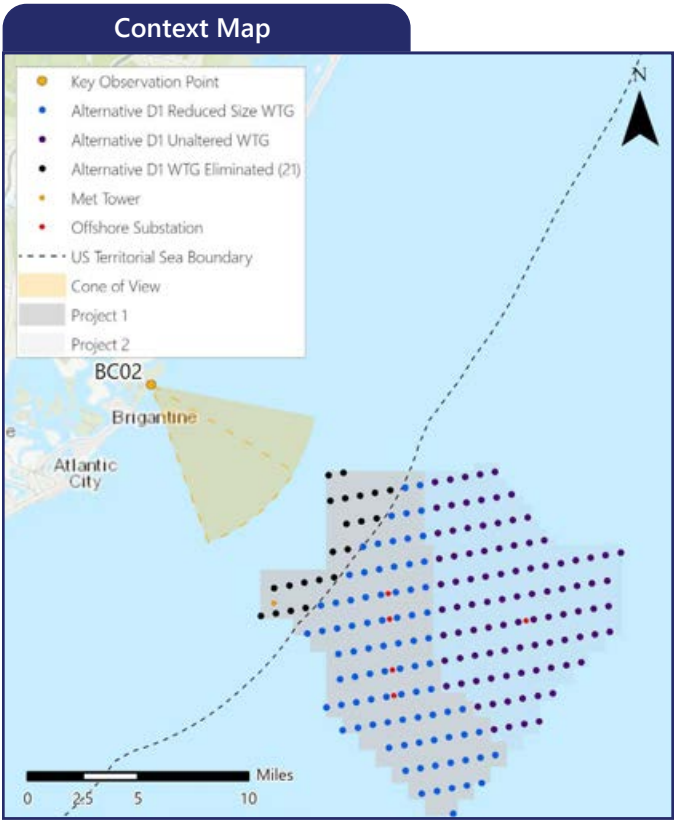 Context Map
N
Key Observation Point
Alternative D1 Reduced Size WTG
Alternative D1 Unaltered WTG
Alternative D1 WTG Eliminated (21)
Met Tower
Offshore Substation
US Territorial Sea Boundary
Cone of View
Project 1
Project 2
BC02
Brigantine
e
Atlantic
City
Miles
0 2.5 5 10